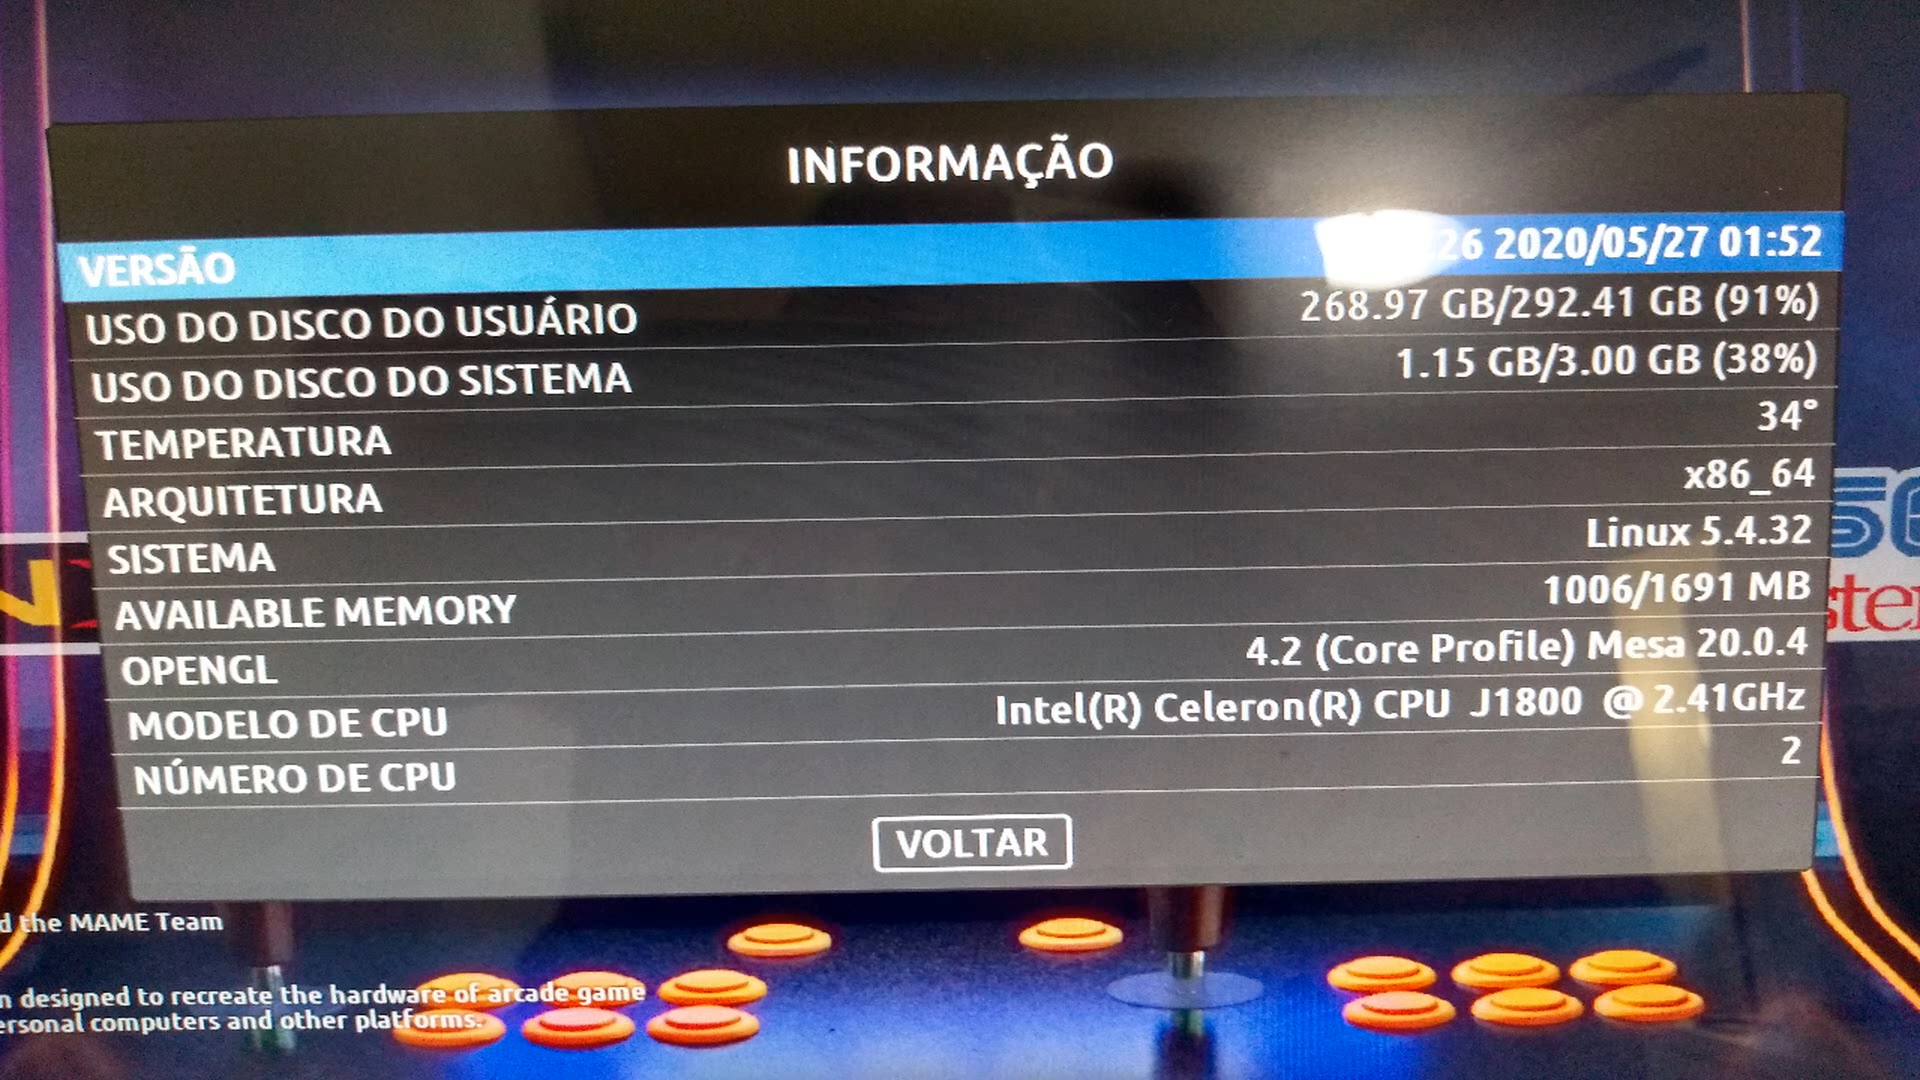 INFORMAÇÃO
VERSÃO 26 2020/05/27 01:52
USO DO DISCO DO USUÁRIO 268.97 GB/292.41 GB (91%)
USO DO DISCO DO SISTEMA 1.15 GB/3.00 GB (38%)
TEMPERATURA 34°
ARQUITETURA x86_64
SISTEMA Linux 5.4.32
AVAILABLE MEMORY 1006/1691 MB
OPENGL 4.2 (Core Profile) Mesa 20.0.4
MODELO DE CPU Intel(R) Celeron(R) CPU J1800 @ 2.41GHz
NÚMERO DE CPU 2
VOLTAR
d the MAME Team
n designed to recreate the hardware of arcade game
ersonal computers and other platforms.